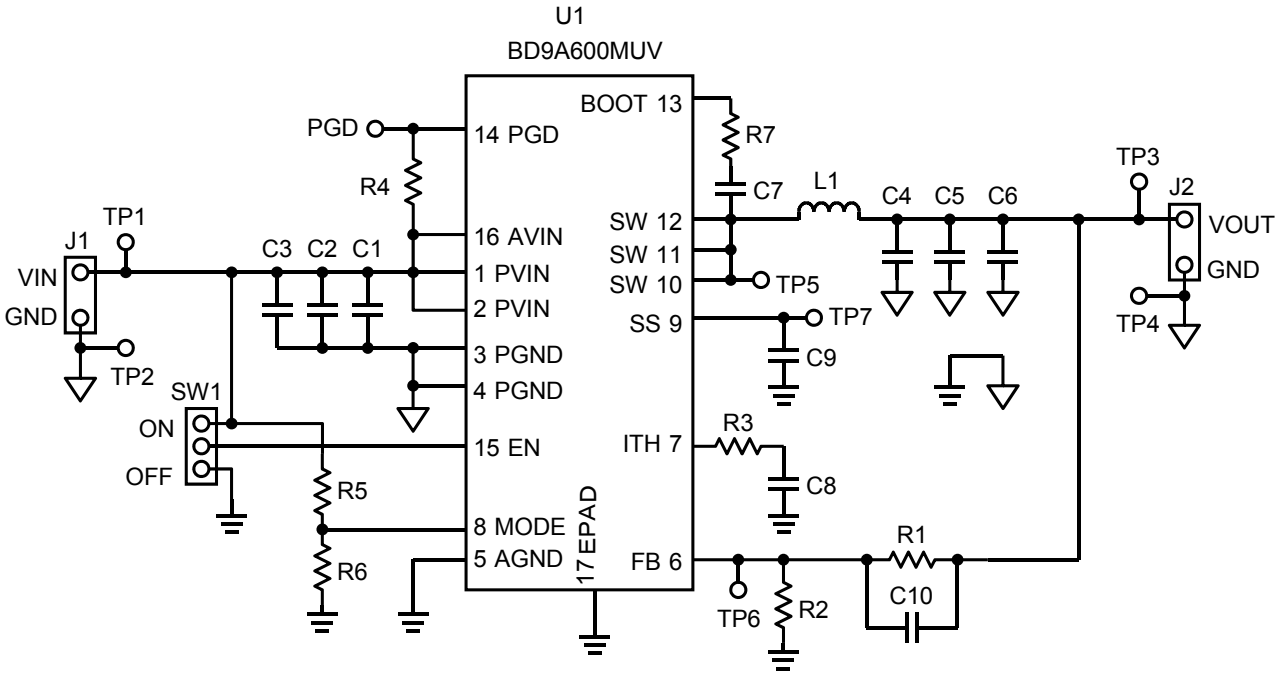 U1
BD9A600MUV
BOOT 13
PGD
14 PGD
R7
R4
C7
L1
C4
C5
C6
TP3
J2
TP1
J1
C3
C2
C1
16 AVIN
SW 12
VOUT
VIN
1 PVIN
SW 11
GND
SW 10
TP5
GND
2 PVIN
SS 9
TP7
TP4
3 PGND
C9
TP2
4 PGND
SW1
ON
15 EN
ITH 7
R3
OFF
R5
C8
8 MODE
17 EPAD
R1
5 AGND
FB 6
R6
C10
TP6
R2